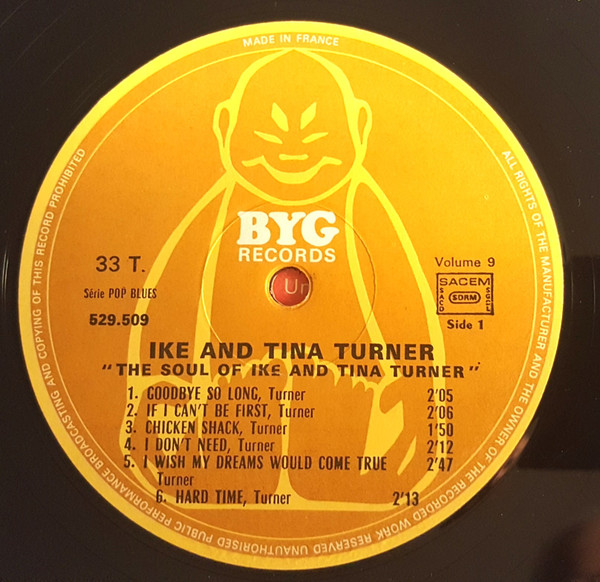 MADE IN FRANCE
ALL RIGHTS OF THE MANUFACTURER AND THE OWNER OF THE RECORDED WORK RESERVED UNAUTHORISED PUBLIC PERFORMANCE BROADCASTING AND COPYING OF THIS RECORD PROHIBITED
BYG
RECORDS
33 T.
Série POP BLUES
529.509
Ur
Volume 9
SACEM
SACD
SDRM
SGDL
Side 1
IKE AND TINA TURNER
"THE SOUL OF IKE AND TINA TURNER"
1. GOODBYE SO LONG, Turner 2'05
2. IF I CAN'T BE FIRST, Turner 2'06
3. CHICKEN SHACK, Turner 1'50
4. I DON'T NEED, Turner 2'12
5. I WISH MY DREAMS WOULD COME TRUE 2'47
Turner
6. HARD TIME, Turner 2'13